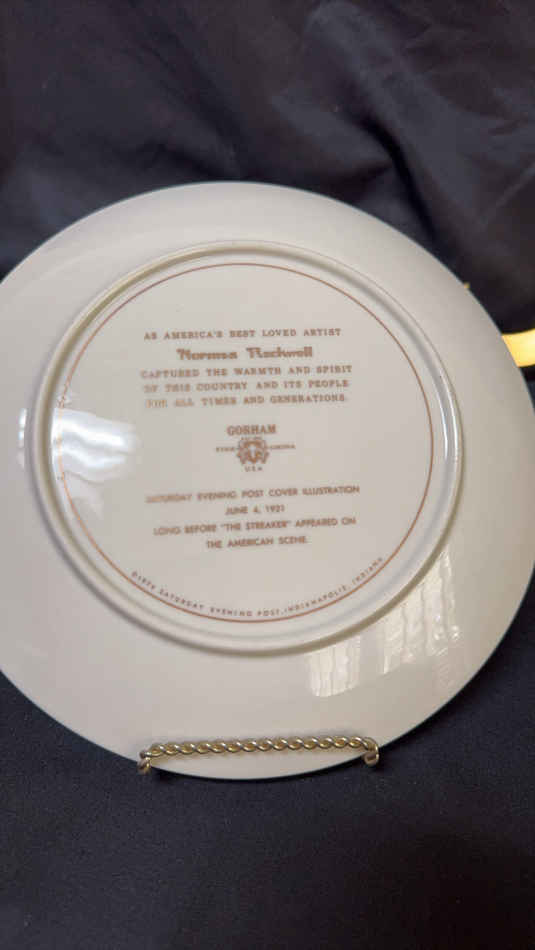 AS AMERICA'S BEST LOVED ARTIST
Norman Rockwell
CAPTURED THE WARMTH AND SPIRIT
OF THIS COUNTRY AND ITS PEOPLE
FOR ALL TIMES AND GENERATIONS.
GORHAM
FINE CHINA
USA
SATURDAY EVENING POST COVER ILLUSTRATION
JUNE 4, 1921
LONG BEFORE "THE STREAKER" APPEARED ON
THE AMERICAN SCENE.
SATURDAY EVENING POST, INDIANAPOLIS, INDIANA